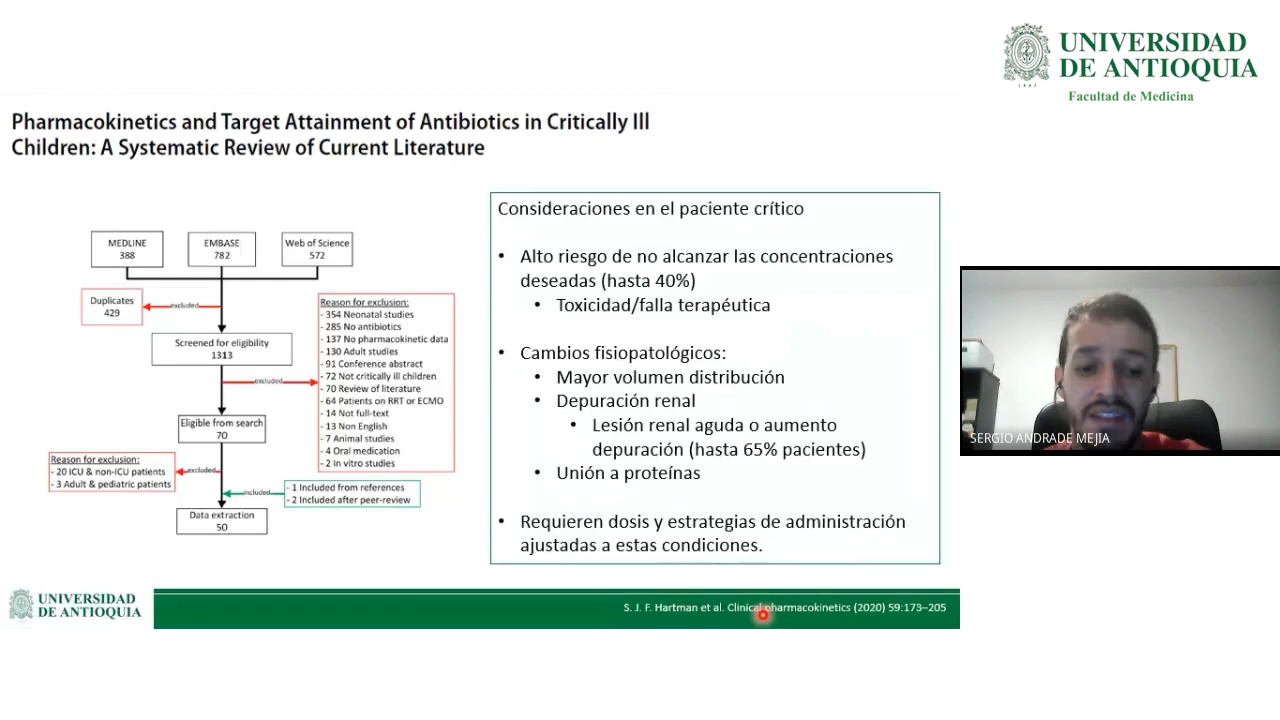 UNIVERSIDAD
DE ANTIOQUIA
Facultad de Medicina
Pharmacokinetics and Target Attainment of Antibiotics in Critically Ill
Children: A Systematic Review of Current Literature
MEDLINE
388
EMBASE
782
Web of Science
572
Duplicates
429
excluded
Screened for eligibility
1313
excluded
Reason for exclusion:
- 354 Neonatal studies
- 285 No antibiotics
- 137 No pharmacokinetic data
- 130 Adult studies
- 91 Conference abstract
- 72 Not critically ill children
- 70 Review of literature
- 64 Patients on RRT or ECMO
- 14 Not full-text
- 13 Non English
- 7 Animal studies
- 4 Oral medication
- 2 In vitro studies
Eligible from search
70
Reason for exclusion:
- 20 ICU & non-ICU patients
- 3 Adult & pediatric patients
excluded
included
- 1 Included from references
- 2 Included after peer-review
Data extraction
50
Consideraciones en el paciente crítico
• Alto riesgo de no alcanzar las concentraciones
deseadas (hasta 40%)
• Toxicidad/falla terapéutica
• Cambios fisiopatológicos:
• Mayor volumen distribución
• Depuración renal
• Lesión renal aguda o aumento
depuración (hasta 65% pacientes)
• Unión a proteínas
• Requieren dosis y estrategias de administración
ajustadas a estas condiciones.
SERGIO ANDRADE MEJIA
UNIVERSIDAD
DE ANTIOQUIA
S. J. F. Hartman et al. Clinical pharmacokinetics (2020) 59:173–205